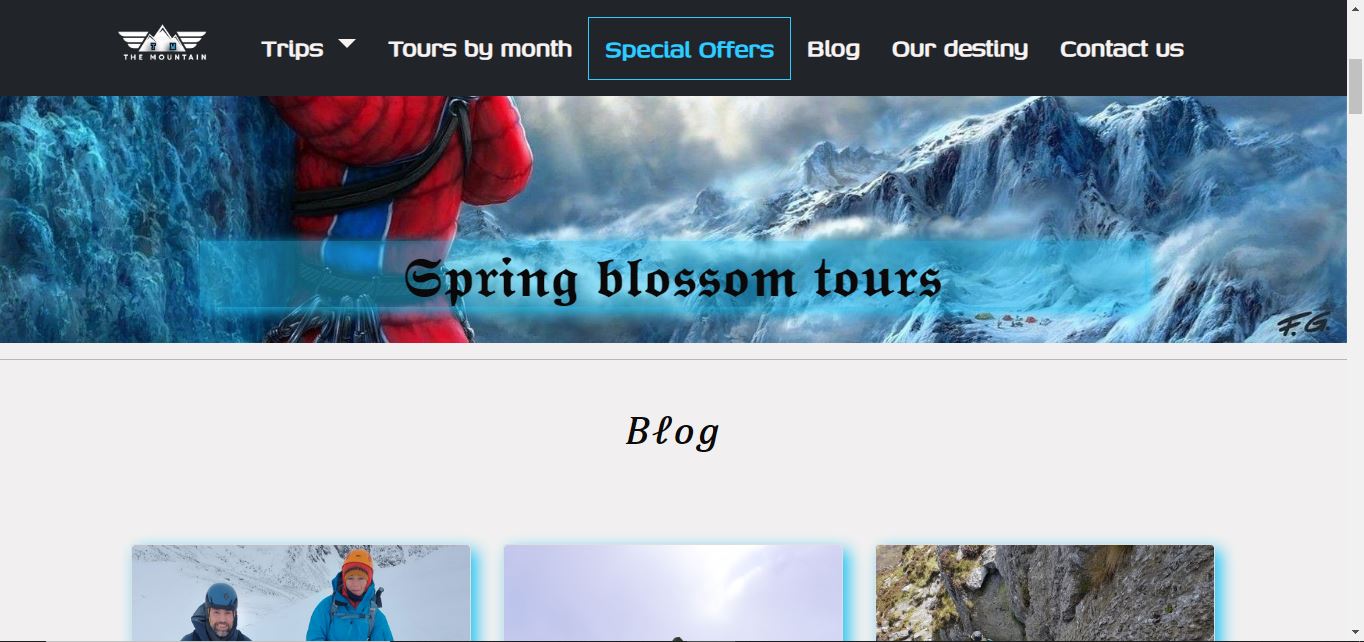 T M
THE MOUNTAIN
Trips
Tours by month
Special Offers
Blog
Our destiny
Contact us
Spring blossom tours
F.G.
Blog